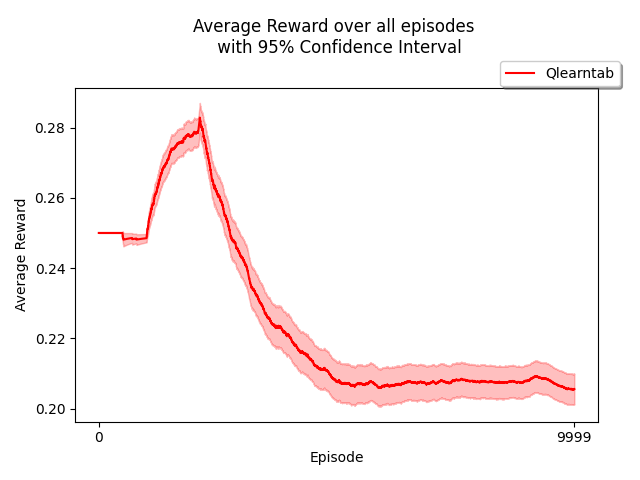 Average Reward over all episodes
with 95% Confidence Interval
Qlearntab
0.28
0.26
0.24
0.22
0.20
Average Reward
0
9999
Episode